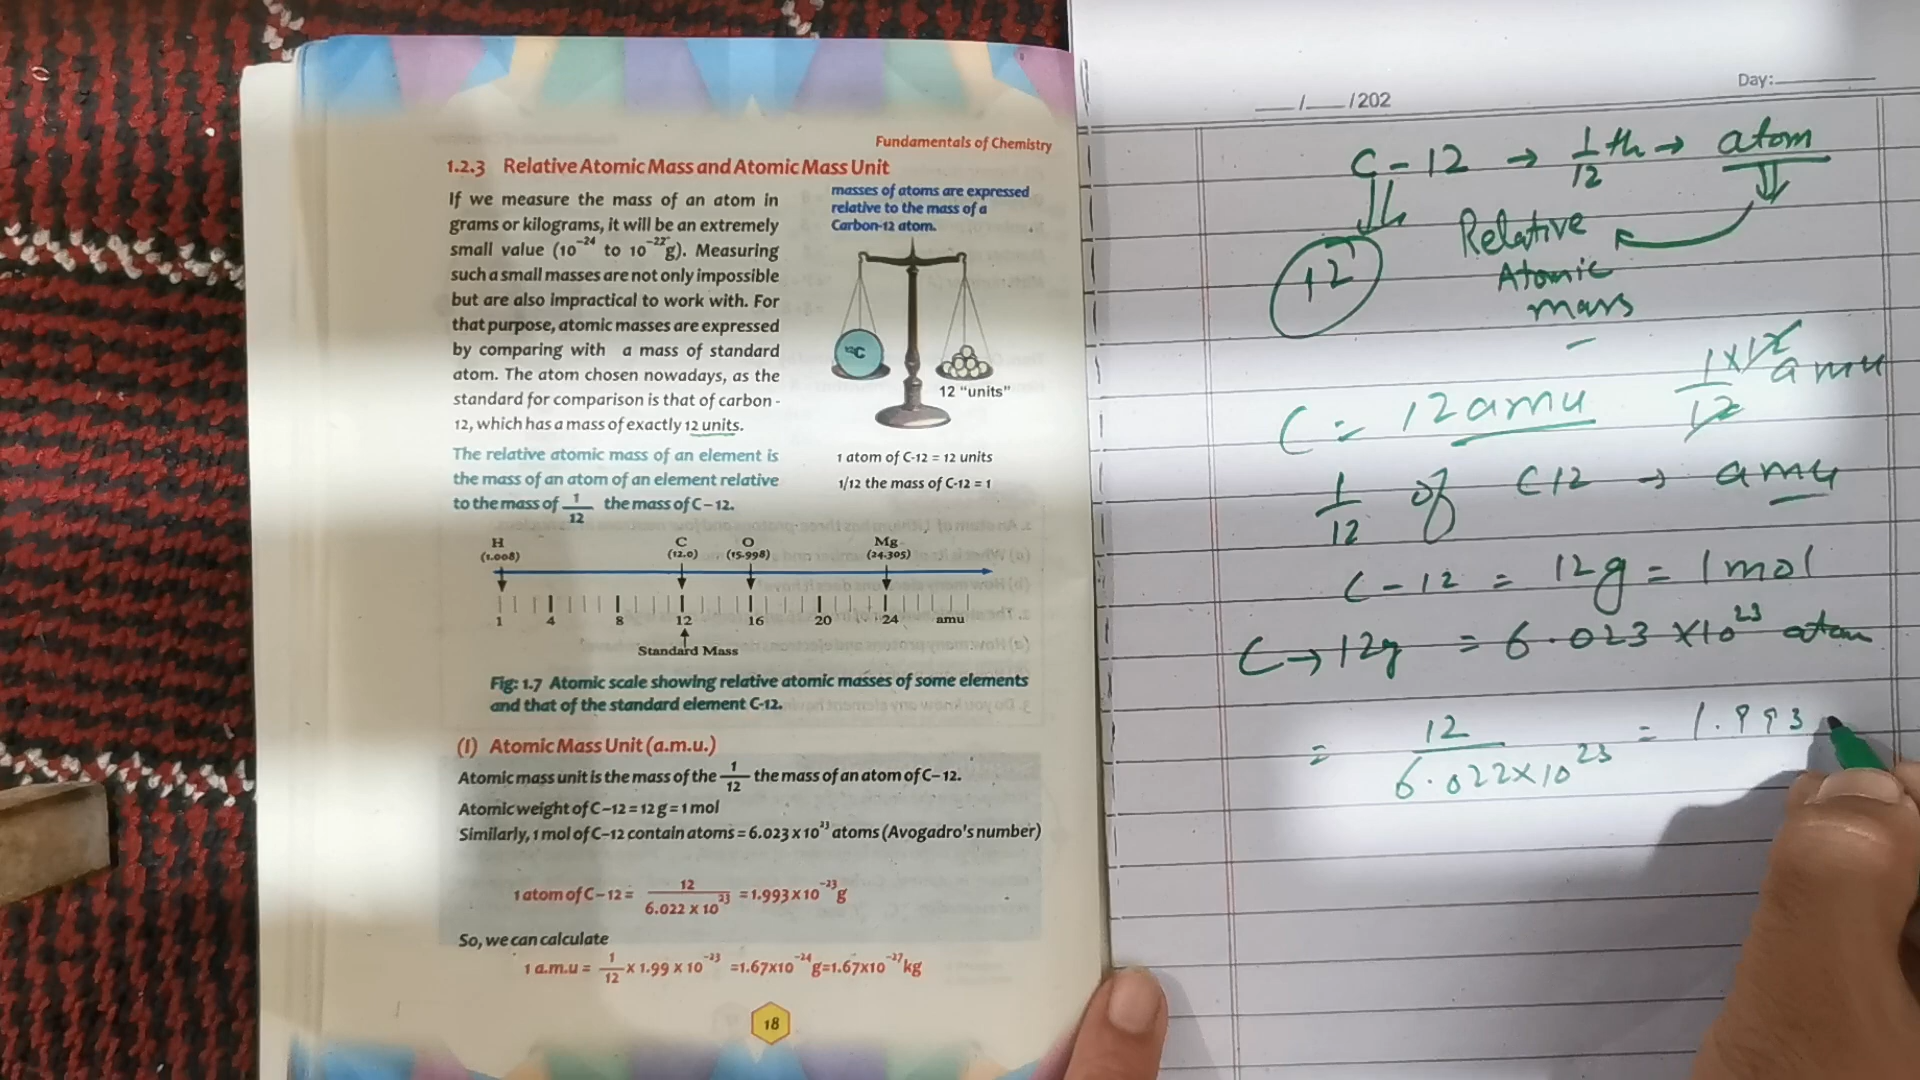 Fundamentals of Chemistry
1.2.3 Relative Atomic Mass and Atomic Mass Unit
If we measure the mass of an atom in
grams or kilograms, it will be an extremely
small value (10⁻²⁴ to 10⁻²²g). Measuring
such a small masses are not only impossible
but are also impractical to work with. For
that purpose, atomic masses are expressed
by comparing with a mass of standard
atom. The atom chosen nowadays, as the
standard for comparison is that of carbon -
12, which has a mass of exactly 12 units.
The relative atomic mass of an element is
the mass of an atom of an element relative
to the mass of 1/12 the mass of C-12.
masses of atoms are expressed
relative to the mass of a
Carbon-12 atom.
¹²C
12 "units"
1 atom of C-12 = 12 units
1/12 the mass of C-12 = 1
H C O Mg
(1.008) (12.0) (15.998) (24.305)
1 4 8 12 16 20 24 amu
Standard Mass
Fig: 1.7 Atomic scale showing relative atomic masses of some elements
and that of the standard element C-12.
(I) Atomic Mass Unit (a.m.u.)
Atomic mass unit is the mass of the 1/12 the mass of an atom of C-12.
Atomic weight of C-12 = 12 g = 1 mol
Similarly, 1 mol of C-12 contain atoms = 6.023 x 10²³ atoms (Avogadro's number)
1 atom of C-12 = 12/6.022 x 10²³ = 1.993 x 10⁻²³ g
So, we can calculate
1 a.m.u = 1/12 x 1.99 x 10⁻²³ = 1.67x10⁻²⁴ g = 1.67x10⁻²⁷ kg
18
Day:
/ /202
C-12 → 1/12 th → atom
12 Relative
Atomic
mass
1 x 12 amu
12
C = 12 amu
1/12 of C12 → amu
C-12 = 12g = 1 mol
C → 12g = 6.023 x 10²³ atom
= 12/6.022 x 10²³ = 1.993